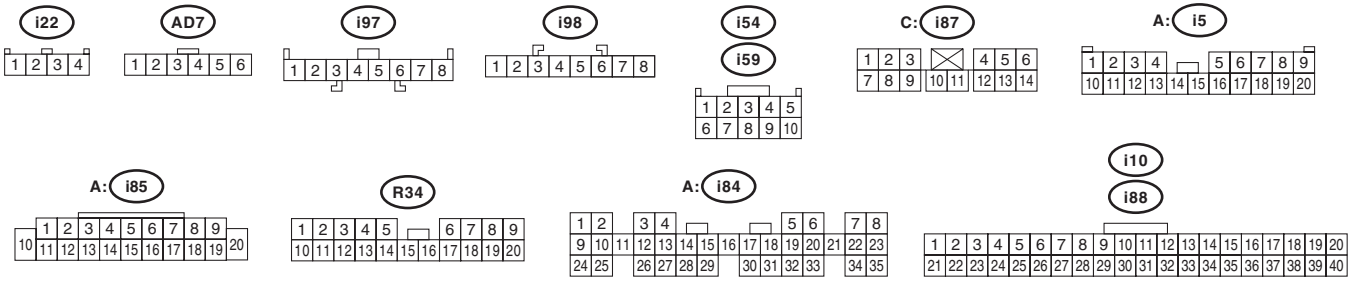 i22
1 2 3 4
AD7
1 2 3 4 5 6
i97
1 2 3 4 5 6 7 8
i98
1 2 3 4 5 6 7 8
i54
i59
1 2 3 4 5
6 7 8 9 10
C: i87
1 2 3 4 5 6
7 8 9 10 11 12 13 14
A: i5
1 2 3 4 5 6 7 8 9
10 11 12 13 14 15 16 17 18 19 20
A: i85
1 2 3 4 5 6 7 8 9
10 11 12 13 14 15 16 17 18 19 20
R34
1 2 3 4 5 6 7 8 9
10 11 12 13 14 15 16 17 18 19 20
A: i84
1 2 3 4 5 6 7 8
9 10 11 12 13 14 15 16 17 18 19 20 21 22 23
24 25 26 27 28 29 30 31 32 33 34 35
i10
i88
1 2 3 4 5 6 7 8 9 10 11 12 13 14 15 16 17 18 19 20
21 22 23 24 25 26 27 28 29 30 31 32 33 34 35 36 37 38 39 40